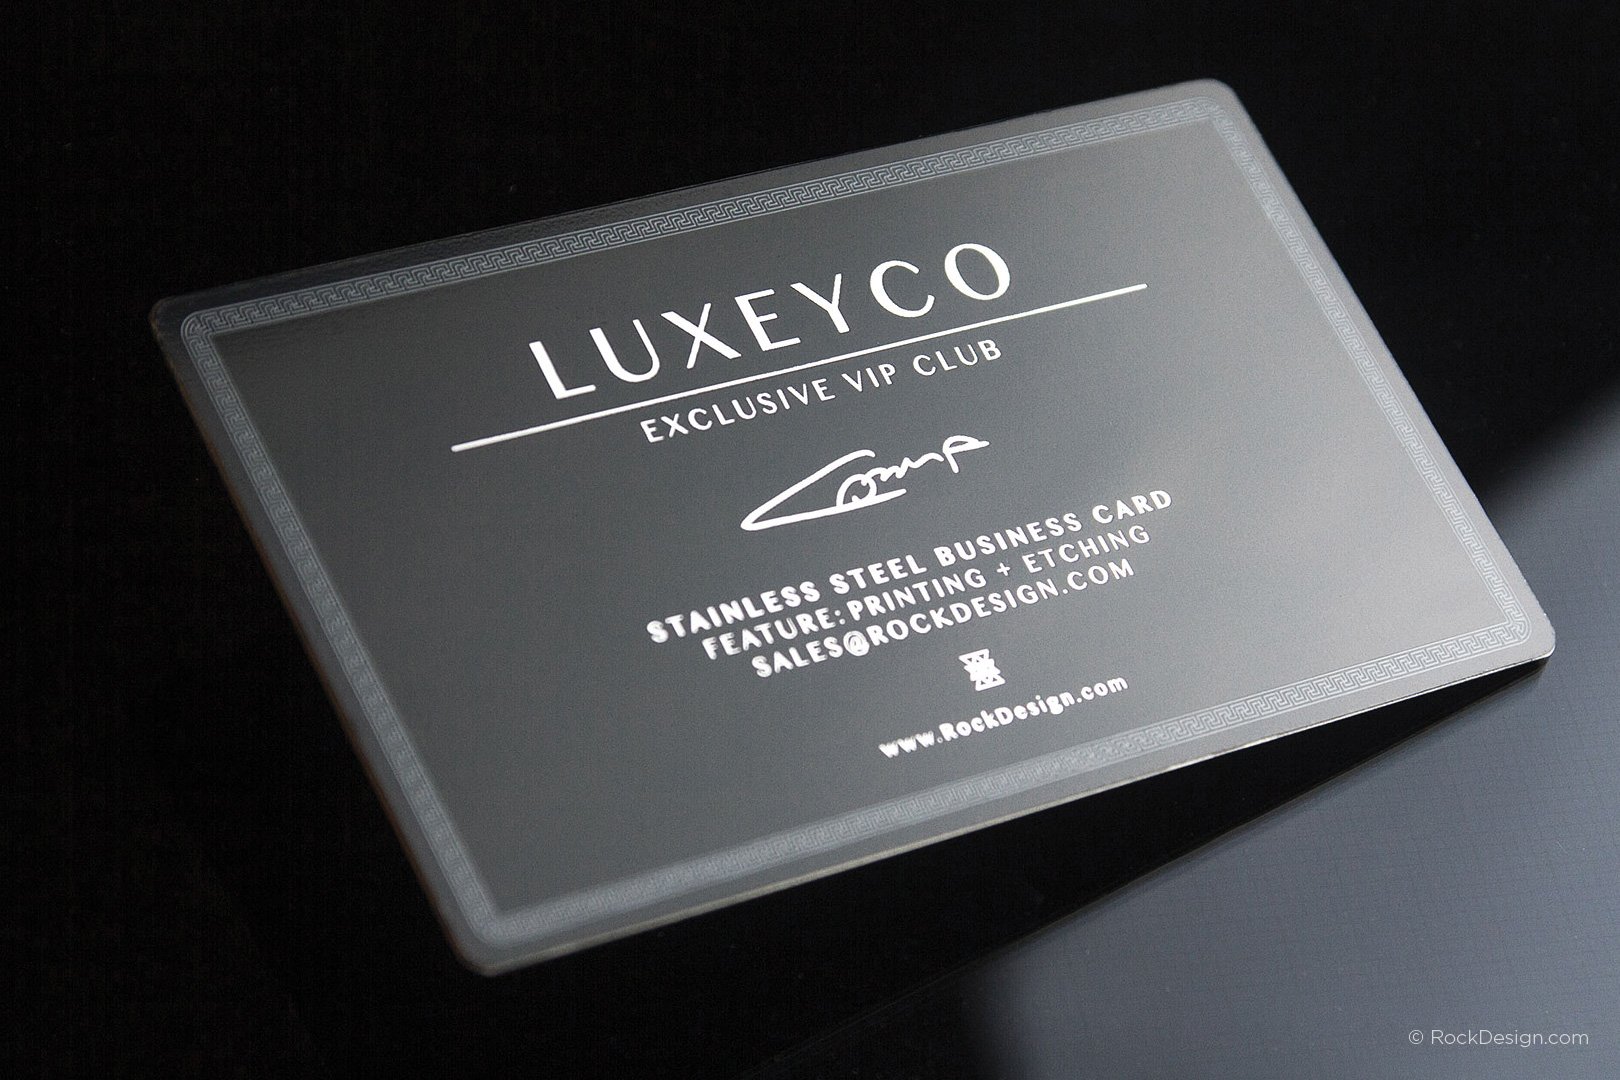 LUXEYCO
EXCLUSIVE VIP CLUB
STAINLESS STEEL BUSINESS CARD
FEATURE: PRINTING + ETCHING
SALES@ROCKDESIGN.COM
www.RockDesign.com
© RockDesign.com